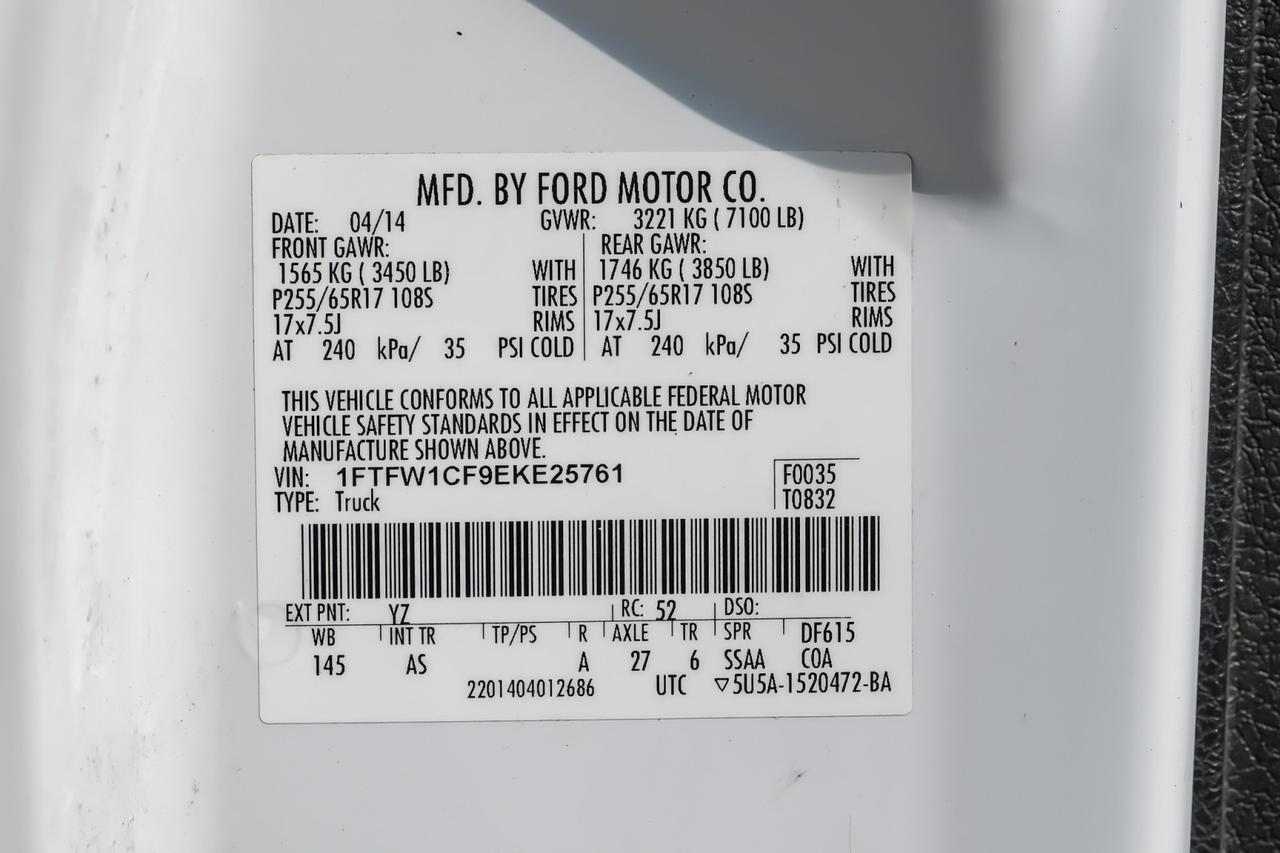 MFD. BY FORD MOTOR CO.
DATE: 04/14 GVWR: 3221 KG ( 7100 LB)
FRONT GAWR: REAR GAWR:
1565 KG ( 3450 LB) WITH 1746 KG ( 3850 LB) WITH
P255/65R17 108S TIRES P255/65R17 108S TIRES
17x7.5J RIMS 17x7.5J RIMS
AT 240 kPa/ 35 PSI COLD AT 240 kPa/ 35 PSI COLD
THIS VEHICLE CONFORMS TO ALL APPLICABLE FEDERAL MOTOR
VEHICLE SAFETY STANDARDS IN EFFECT ON THE DATE OF
MANUFACTURE SHOWN ABOVE.
VIN: 1FTFW1CF9EKE25761 F0035
TYPE: Truck T0832
EXT PNT: YZ RC: 52 DSO:
WB INT TR TP/PS R AXLE TR SPR DF615
145 AS A 27 6 SSAA COA
2201404012686 UTC ▽5U5A-1520472-BA